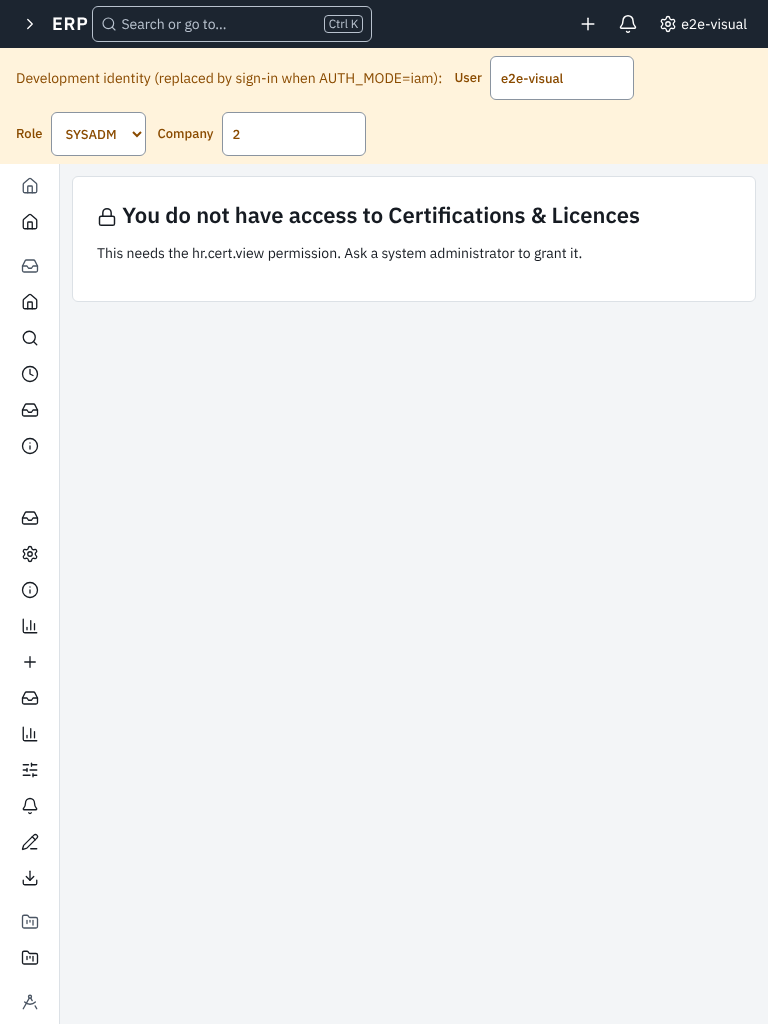 ERP Search or go to... Ctrl K e2e-visual
Development identity (replaced by sign-in when AUTH_MODE=iam): User e2e-visual
Role SYSADM Company 2
You do not have access to Certifications & Licences
This needs the hr.cert.view permission. Ask a system administrator to grant it.